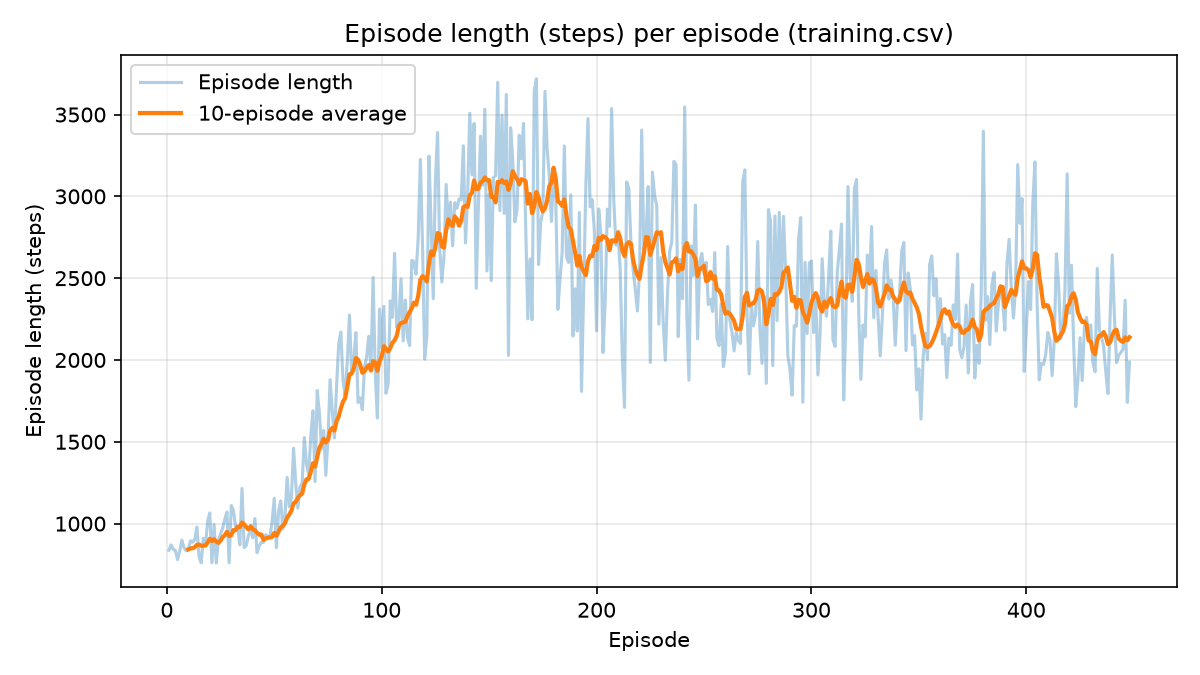 Episode length (steps) per episode (training.csv)
Episode length
10-episode average
Episode length (steps)
3500
3000
2500
2000
1500
1000
0 100 200 300 400
Episode